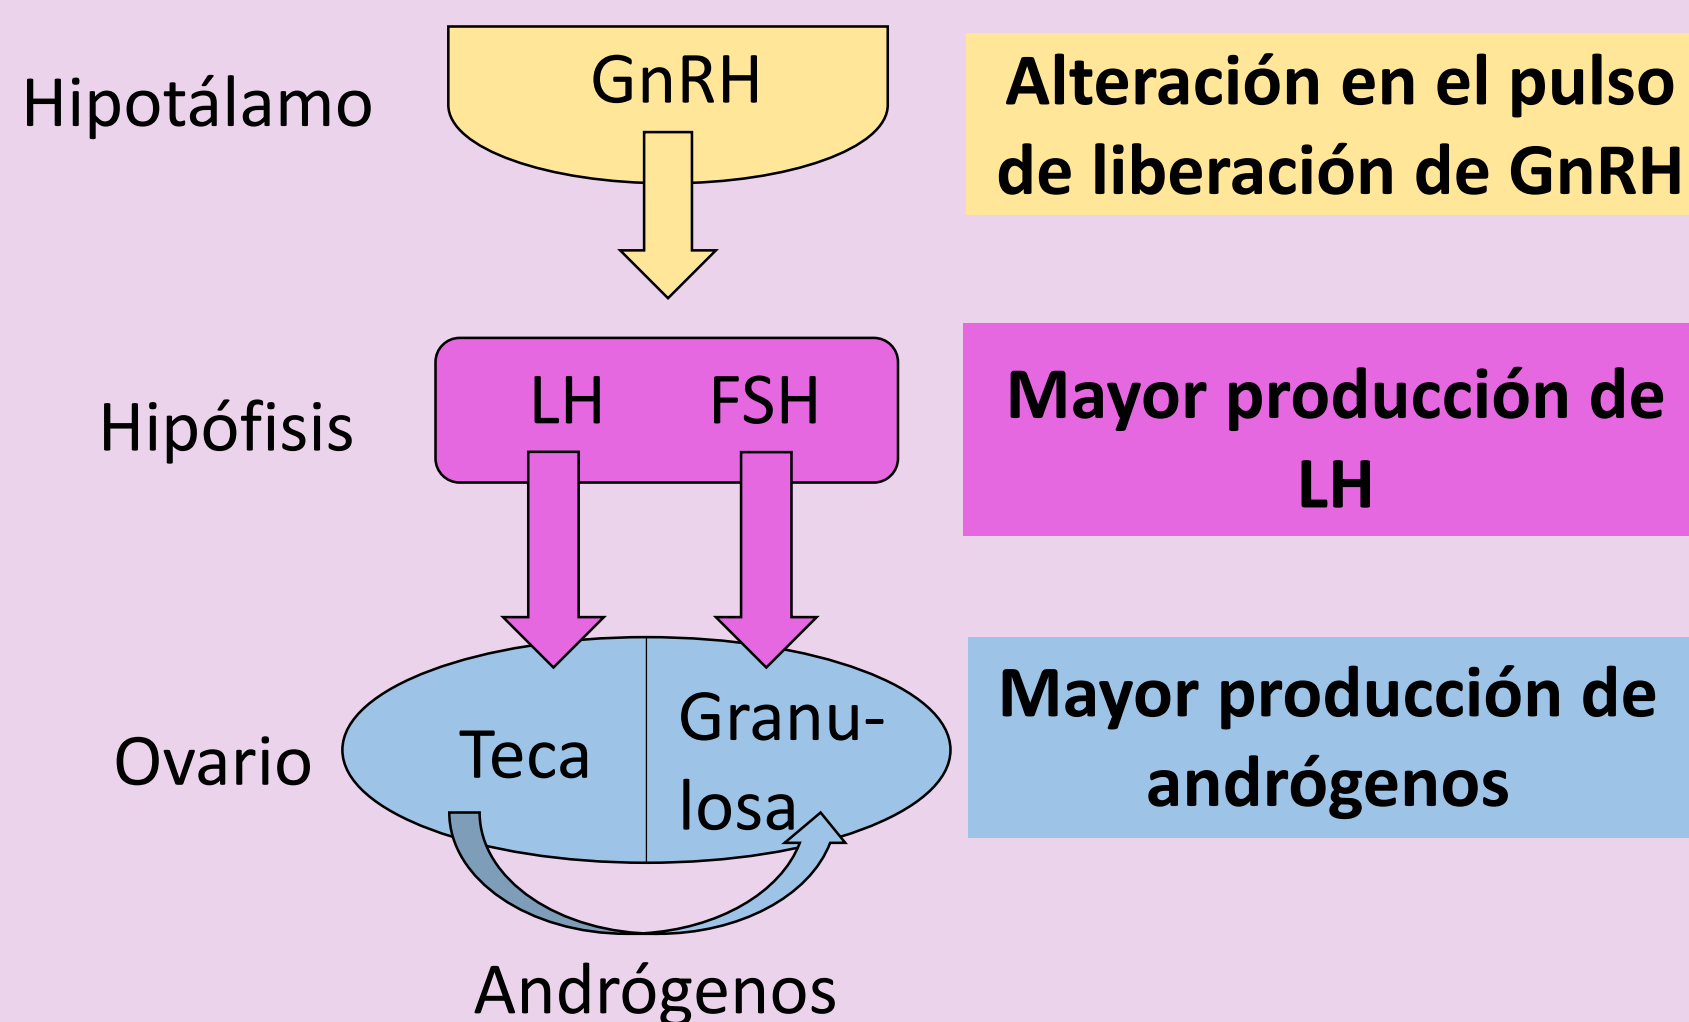 Hipotálamo
GnRH
Alteración en el pulso
de liberación de GnRH
Hipófisis
LH FSH
Mayor producción de
LH
Ovario
Teca
Granu-
losa
Mayor producción de
andrógenos
Andrógenos